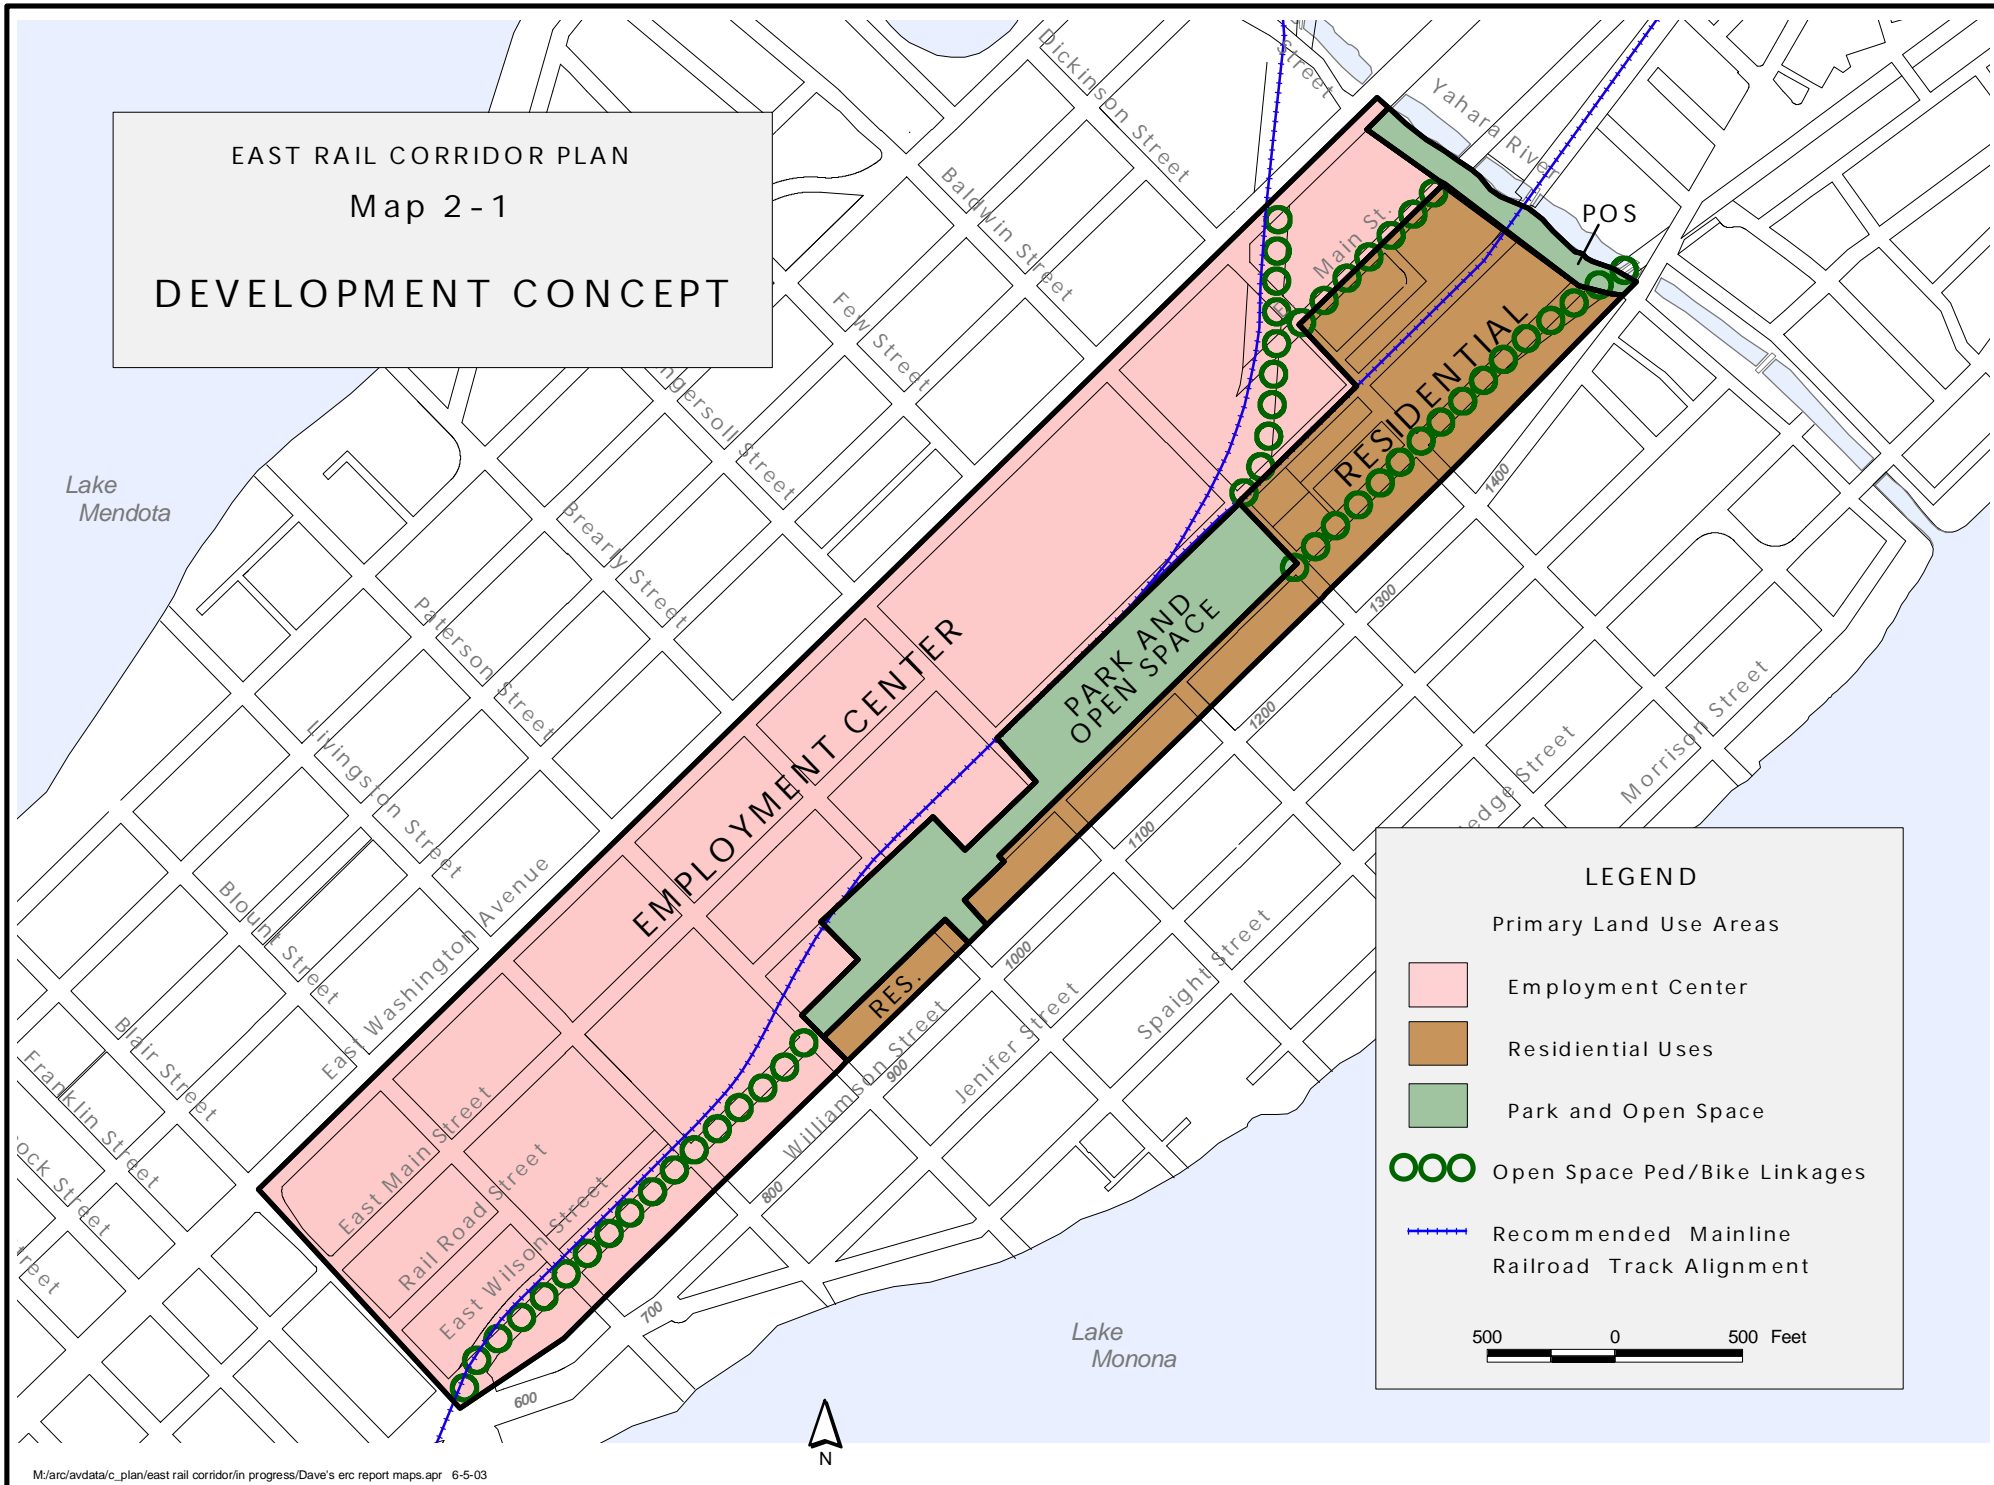 EAST RAIL CORRIDOR PLAN
Map 2-1
DEVELOPMENT CONCEPT
Dickinson Street
Street
Yahara River
Baldwin Street
Main St.
POS
Few Street
Ingersoll Street
RESIDENTIAL
Lake
Mendota
Brearly Street
1400
Paterson Street
1300
PARK AND
OPEN SPACE
EMPLOYMENT CENTER
1200
Morrison Street
Livingston Street
edge Street
1100
Blount Street
East Washington Avenue
1000
Spaight Street
RES.
Williamson Street
900
Jenifer Street
Blair Street
Franklin Street
ock Street
treet
East Main Street
Rail Road Street
East Wilson Street
800
700
600
Lake
Monona
LEGEND
Primary Land Use Areas
Employment Center
Residiential Uses
Park and Open Space
Open Space Ped/Bike Linkages
Recommended Mainline
Railroad Track Alignment
500 0 500 Feet
N
M:/arc/avdata/c_plan/east rail corridor/in progress/Dave's erc report maps.apr 6-5-03